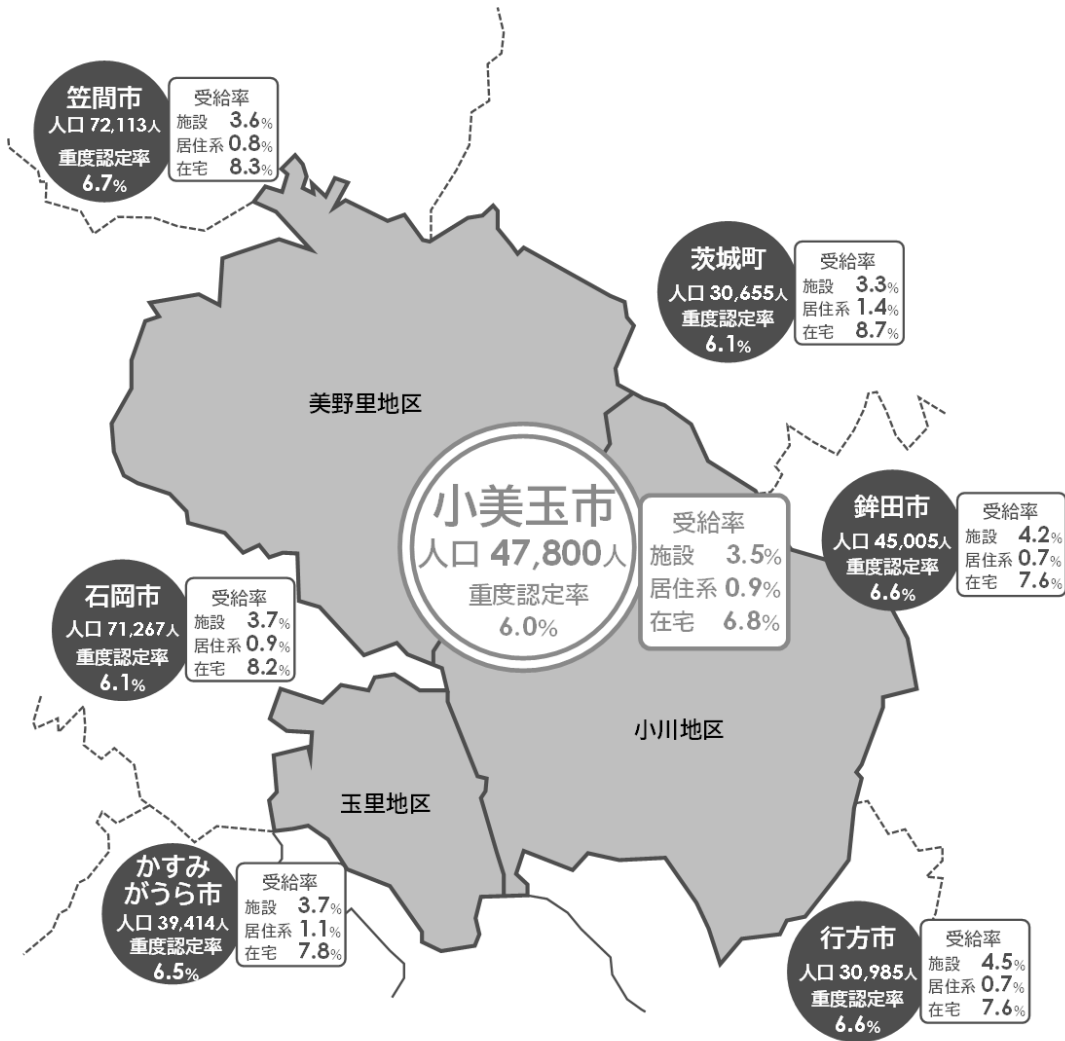 笠間市
人口 72,113人
重度認定率
6.7%
受給率
施設 3.6%
居住系 0.8%
在宅 8.3%
茨城町
人口 30,655人
重度認定率
6.1%
受給率
施設 3.3%
居住系 1.4%
在宅 8.7%
美野里地区
小美玉市
人口 47,800人
重度認定率
6.0%
受給率
施設 3.5%
居住系 0.9%
在宅 6.8%
鉾田市
人口 45,005人
重度認定率
6.6%
受給率
施設 4.2%
居住系 0.7%
在宅 7.6%
石岡市
人口 71,267人
重度認定率
6.1%
受給率
施設 3.7%
居住系 0.9%
在宅 8.2%
小川地区
玉里地区
かすみ
がうら市
人口 39,414人
重度認定率
6.5%
受給率
施設 3.7%
居住系 1.1%
在宅 7.8%
行方市
人口 30,985人
重度認定率
6.6%
受給率
施設 4.5%
居住系 0.7%
在宅 7.6%